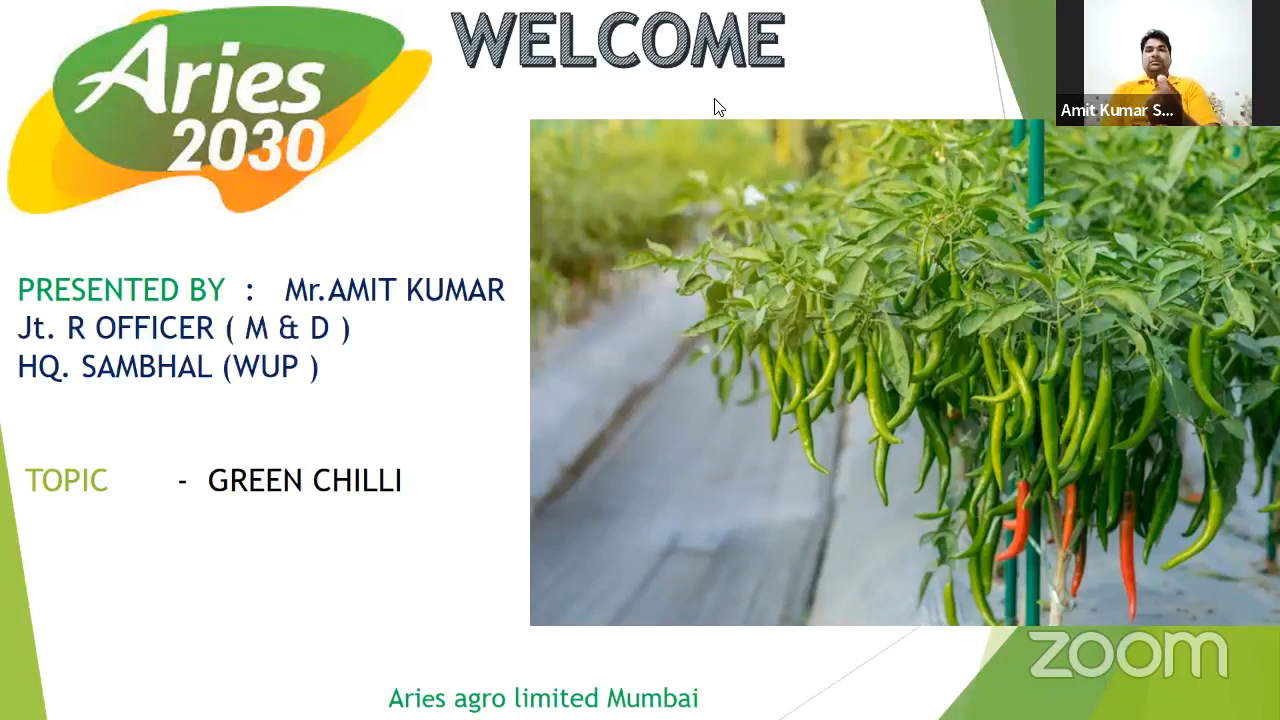 WELCOME
Aries
2030
Amit Kumar S...
PRESENTED BY : Mr.AMIT KUMAR
Jt. R OFFICER ( M & D )
HQ. SAMBHAL (WUP )
TOPIC - GREEN CHILLI
zoom
Aries agro limited Mumbai